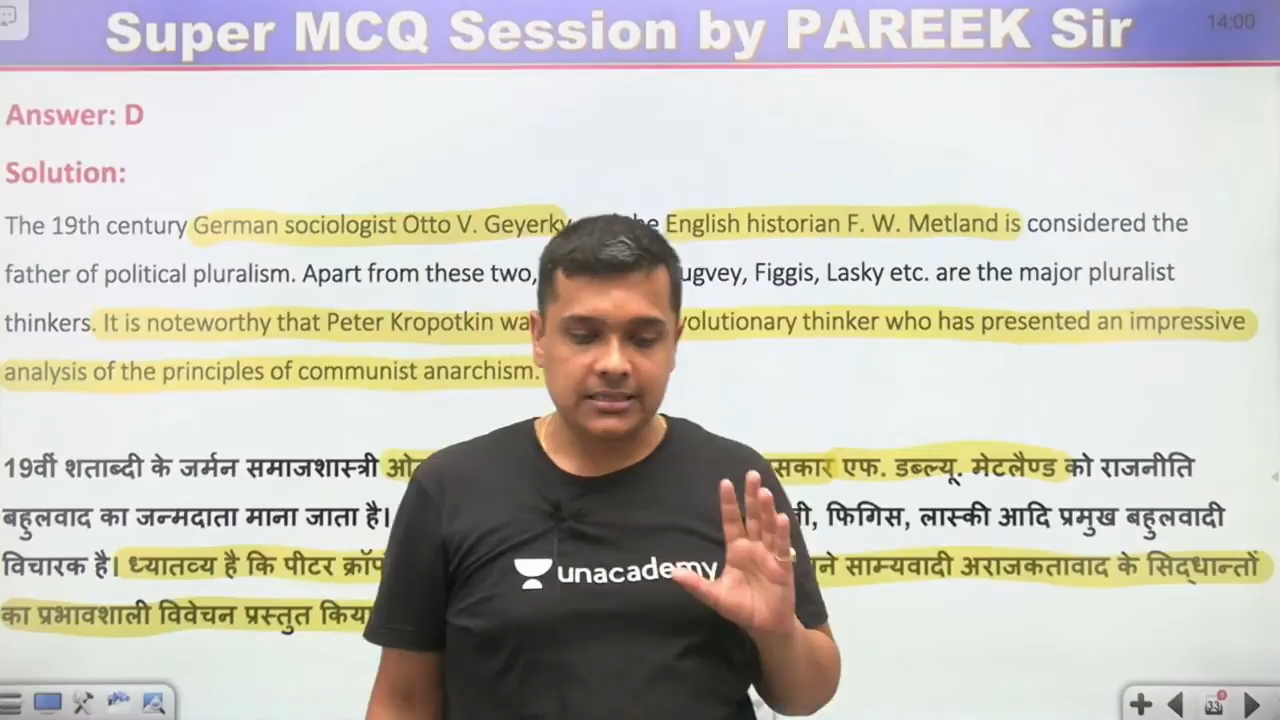 Super MCQ Session by PAREEK Sir
14:00
Answer: D
Solution:
The 19th century German sociologist Otto V. Geyerky he English historian F. W. Metland is considered the
father of political pluralism. Apart from these two, ugvey, Figgis, Lasky etc. are the major pluralist
thinkers. It is noteworthy that Peter Kropotkin wa volutionary thinker who has presented an impressive
analysis of the principles of communist anarchism.
19वीं शताब्दी के जर्मन समाजशास्त्री सकार एफ. डब्ल्यू. मेटलैण्ड को राजनीति
बहुलवाद का जन्मदाता माना जाता है। फिगिस, लास्की आदि प्रमुख बहुलवादी
विचारक है। ध्यातव्य है कि पीटर ने साम्यवादी अराजकतावाद के सिद्धान्तों
का प्रभावशाली विवेचन प्रस्तुत किया
unacademy
33